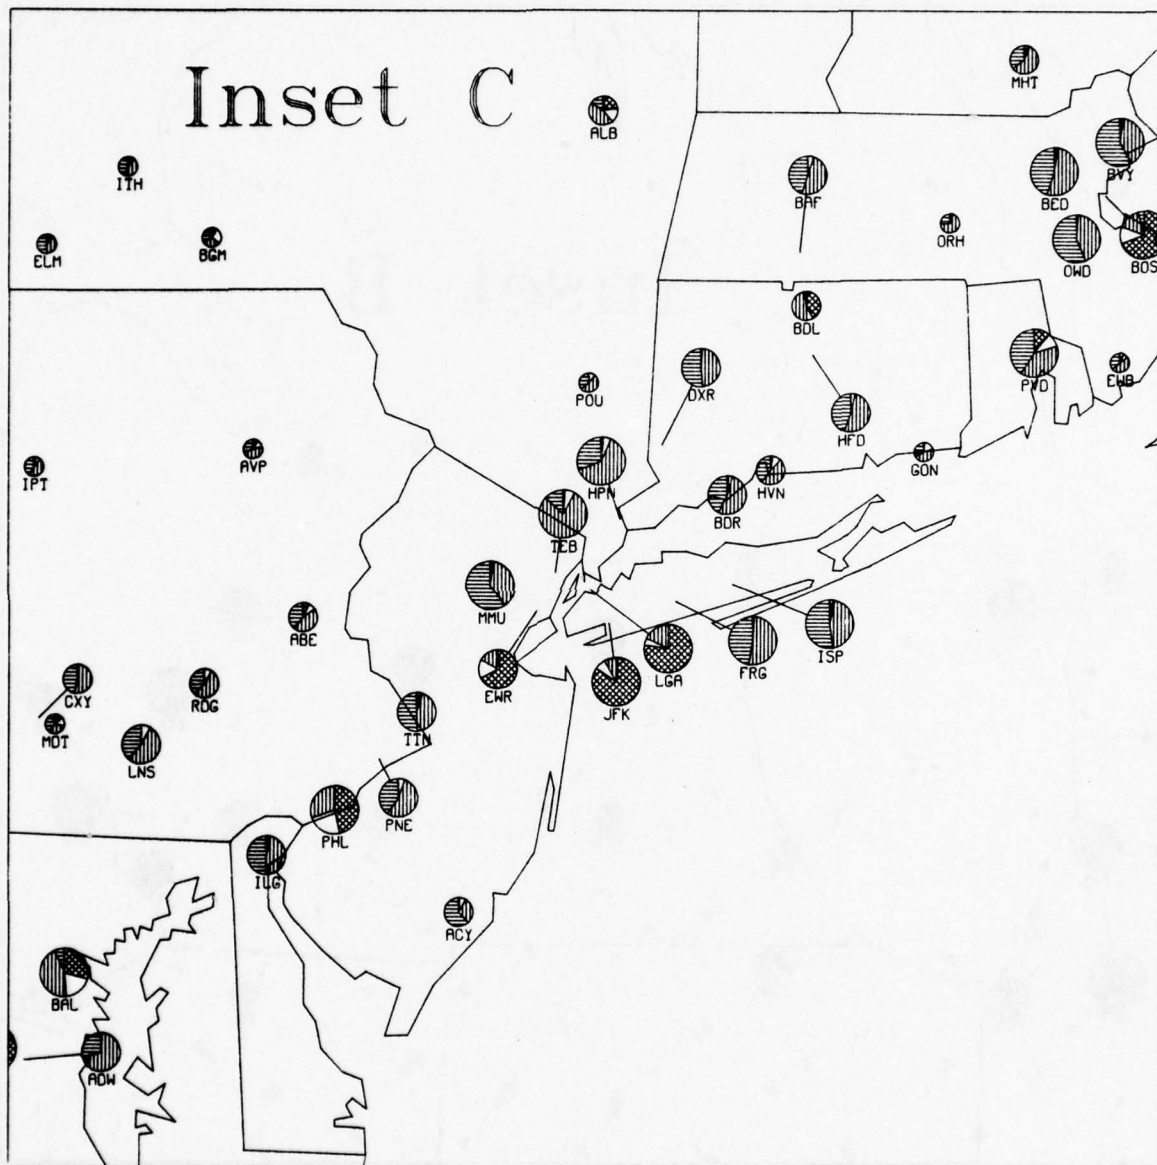 Inset C
MHT
ALB
BVY
ITH
BED
BAF
ORH
BGM
ELM
OWD
BOS
BDL
PVD
EWB
DXR
POU
HFD
AVP
GON
IPT
HPN
HVN
BDR
TEB
MMU
ABE
ISP
FRG
LGA
EWR
CXY
RDG
JFK
MDT
TTN
LNS
PNE
PHL
ILG
ACY
BAL
ADW